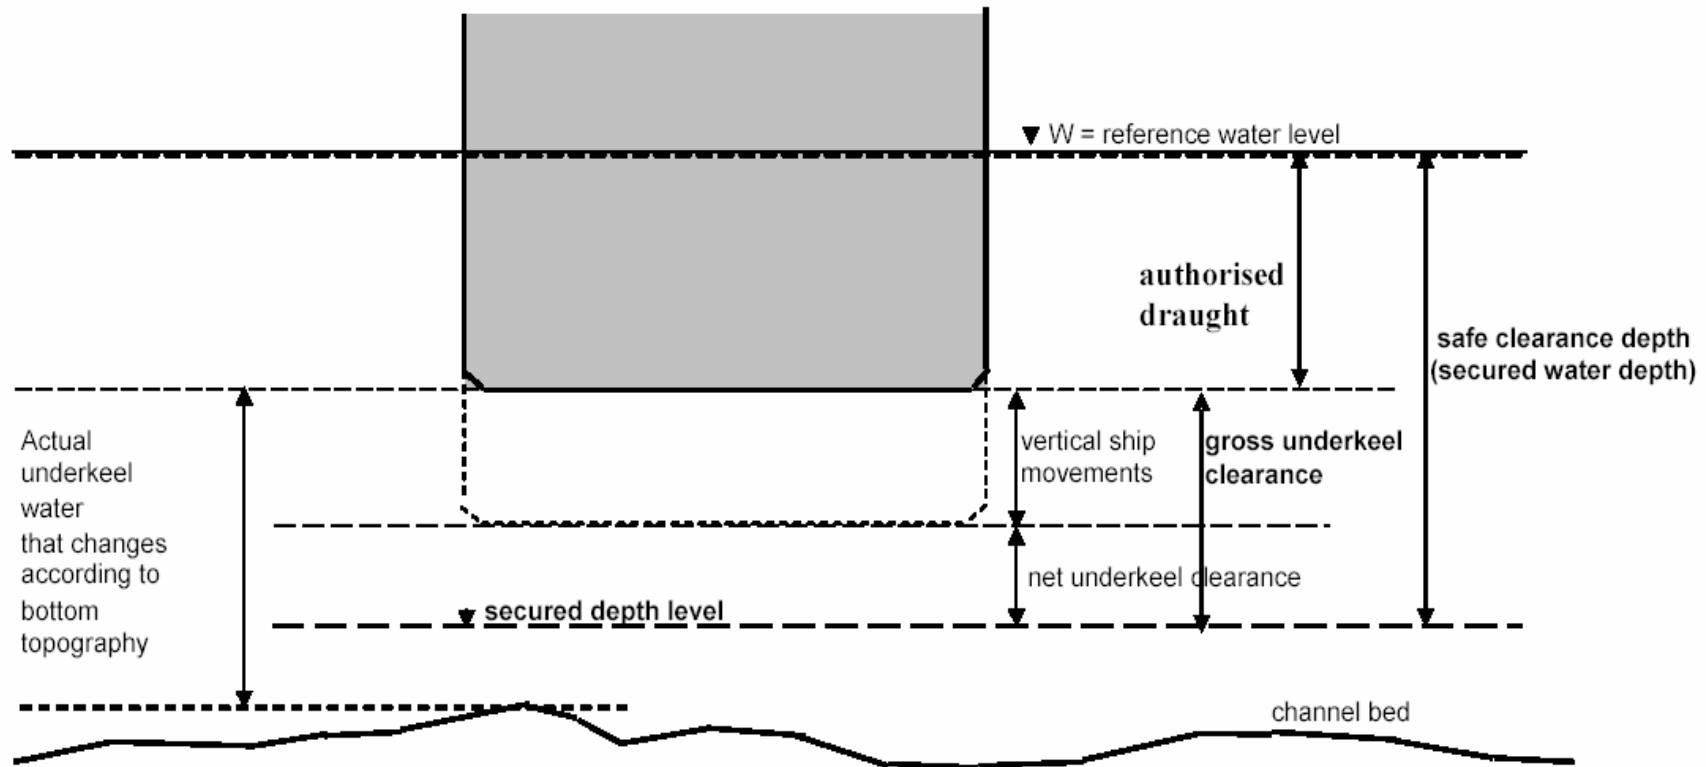 W = reference water level
authorised
draught
safe clearance depth
(secured water depth)
Actual
underkeel
water
that changes
according to
bottom
topography
vertical ship
movements
gross underkeel
clearance
net underkeel clearance
secured depth level
channel bed